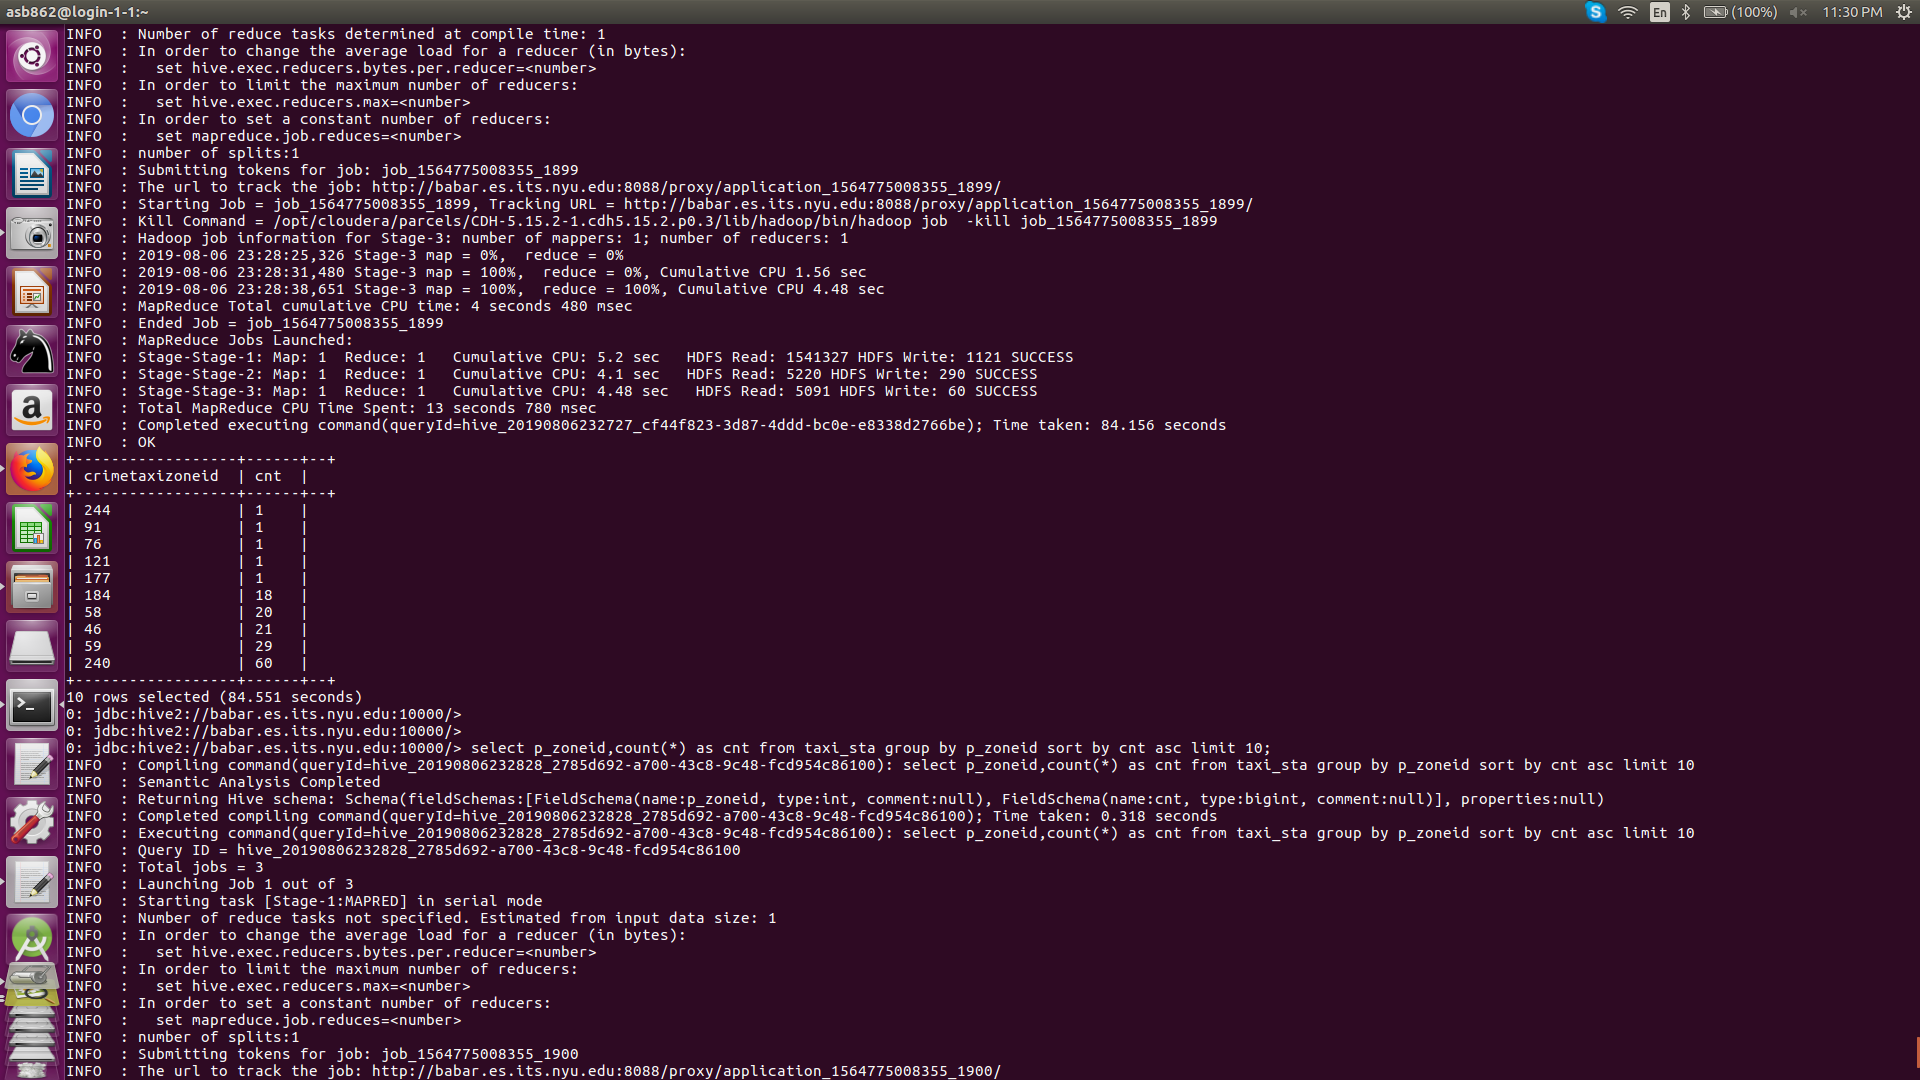 asb862@login-1-1:~ En (100%) 11:30 PM
INFO  : Number of reduce tasks determined at compile time: 1
INFO  : In order to change the average load for a reducer (in bytes):
INFO  :   set hive.exec.reducers.bytes.per.reducer=<number>
INFO  : In order to limit the maximum number of reducers:
INFO  :   set hive.exec.reducers.max=<number>
INFO  : In order to set a constant number of reducers:
INFO  :   set mapreduce.job.reduces=<number>
INFO  : number of splits:1
INFO  : Submitting tokens for job: job_1564775008355_1899
INFO  : The url to track the job: http://babar.es.its.nyu.edu:8088/proxy/application_1564775008355_1899/
INFO  : Starting Job = job_1564775008355_1899, Tracking URL = http://babar.es.its.nyu.edu:8088/proxy/application_1564775008355_1899/
INFO  : Kill Command = /opt/cloudera/parcels/CDH-5.15.2-1.cdh5.15.2.p0.3/lib/hadoop/bin/hadoop job  -kill job_1564775008355_1899
INFO  : Hadoop job information for Stage-3: number of mappers: 1; number of reducers: 1
INFO  : 2019-08-06 23:28:25,326 Stage-3 map = 0%,  reduce = 0%
INFO  : 2019-08-06 23:28:31,480 Stage-3 map = 100%,  reduce = 0%, Cumulative CPU 1.56 sec
INFO  : 2019-08-06 23:28:38,651 Stage-3 map = 100%,  reduce = 100%, Cumulative CPU 4.48 sec
INFO  : MapReduce Total cumulative CPU time: 4 seconds 480 msec
INFO  : Ended Job = job_1564775008355_1899
INFO  : MapReduce Jobs Launched:
INFO  : Stage-Stage-1: Map: 1  Reduce: 1   Cumulative CPU: 5.2 sec   HDFS Read: 1541327 HDFS Write: 1121 SUCCESS
INFO  : Stage-Stage-2: Map: 1  Reduce: 1   Cumulative CPU: 4.1 sec   HDFS Read: 5220 HDFS Write: 290 SUCCESS
INFO  : Stage-Stage-3: Map: 1  Reduce: 1   Cumulative CPU: 4.48 sec   HDFS Read: 5091 HDFS Write: 60 SUCCESS
INFO  : Total MapReduce CPU Time Spent: 13 seconds 780 msec
INFO  : Completed executing command(queryId=hive_20190806232727_cf44f823-3d87-4ddd-bc0e-e8338d2766be); Time taken: 84.156 seconds
INFO  : OK
+------------------+------+--+
| crimetaxizoneid  | cnt  |
+------------------+------+--+
| 244              | 1    |
| 91               | 1    |
| 76               | 1    |
| 121              | 1    |
| 177              | 1    |
| 184              | 18   |
| 58               | 20   |
| 46               | 21   |
| 59               | 29   |
| 240              | 60   |
+------------------+------+--+
10 rows selected (84.551 seconds)
0: jdbc:hive2://babar.es.its.nyu.edu:10000/>
0: jdbc:hive2://babar.es.its.nyu.edu:10000/>
0: jdbc:hive2://babar.es.its.nyu.edu:10000/> select p_zoneid,count(*) as cnt from taxi_sta group by p_zoneid sort by cnt asc limit 10;
INFO  : Compiling command(queryId=hive_20190806232828_2785d692-a700-43c8-9c48-fcd954c86100): select p_zoneid,count(*) as cnt from taxi_sta group by p_zoneid sort by cnt asc limit 10
INFO  : Semantic Analysis Completed
INFO  : Returning Hive schema: Schema(fieldSchemas:[FieldSchema(name:p_zoneid, type:int, comment:null), FieldSchema(name:cnt, type:bigint, comment:null)], properties:null)
INFO  : Completed compiling command(queryId=hive_20190806232828_2785d692-a700-43c8-9c48-fcd954c86100); Time taken: 0.318 seconds
INFO  : Executing command(queryId=hive_20190806232828_2785d692-a700-43c8-9c48-fcd954c86100): select p_zoneid,count(*) as cnt from taxi_sta group by p_zoneid sort by cnt asc limit 10
INFO  : Query ID = hive_20190806232828_2785d692-a700-43c8-9c48-fcd954c86100
INFO  : Total jobs = 3
INFO  : Launching Job 1 out of 3
INFO  : Starting task [Stage-1:MAPRED] in serial mode
INFO  : Number of reduce tasks not specified. Estimated from input data size: 1
INFO  : In order to change the average load for a reducer (in bytes):
INFO  :   set hive.exec.reducers.bytes.per.reducer=<number>
INFO  : In order to limit the maximum number of reducers:
INFO  :   set hive.exec.reducers.max=<number>
INFO  : In order to set a constant number of reducers:
INFO  :   set mapreduce.job.reduces=<number>
INFO  : number of splits:1
INFO  : Submitting tokens for job: job_1564775008355_1900
INFO  : The url to track the job: http://babar.es.its.nyu.edu:8088/proxy/application_1564775008355_1900/